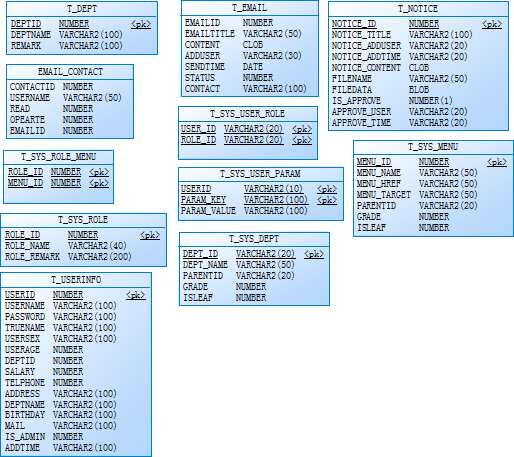 T_DEPT
DEPTID NUMBER <pk>
DEPTNAME VARCHAR2(100)
REMARK VARCHAR2(100)
EMAIL_CONTACT
CONTACTID NUMBER
USERNAME VARCHAR2(50)
READ NUMBER
OPEARTE NUMBER
EMAILID NUMBER
T_SYS_ROLE_MENU
ROLE_ID NUMBER <pk>
MENU_ID NUMBER <pk>
T_SYS_ROLE
ROLE_ID NUMBER <pk>
ROLE_NAME VARCHAR2(40)
ROLE_REMARK VARCHAR2(200)
T_USERINFO
USERID NUMBER <pk>
USERNAME VARCHAR2(100)
PASSWORD VARCHAR2(100)
TRUENAME VARCHAR2(100)
USERSEX VARCHAR2(100)
USERAGE NUMBER
DEPTID NUMBER
SALARY NUMBER
TELPHONE NUMBER
ADDRESS VARCHAR2(100)
DEPTNAME VARCHAR2(100)
BIRTHDAY VARCHAR2(100)
MAIL VARCHAR2(100)
IS_ADMIN NUMBER
ADDTIME VARCHAR2(100)
T_EMAIL
EMAILID NUMBER
EMAILTITLE VARCHAR2(50)
CONTENT CLOB
ADDUSER VARCHAR2(30)
SENDTIME DATE
STATUS NUMBER
CONTACT VARCHAR2(100)
T_SYS_USER_ROLE
USER_ID VARCHAR2(20) <pk>
ROLE_ID VARCHAR2(20) <pk>
T_SYS_USER_PARAM
USERID VARCHAR2(10) <pk>
PARAM_KEY VARCHAR2(100) <pk>
PARAM_VALUE VARCHAR2(100)
T_SYS_DEPT
DEPT_ID VARCHAR2(20) <pk>
DEPT_NAME VARCHAR2(50)
PARENTID VARCHAR2(20)
GRADE NUMBER
ISLEAF NUMBER
T_NOTICE
NOTICE_ID NUMBER <pk>
NOTICE_TITLE VARCHAR2(100)
NOTICE_ADDUSER VARCHAR2(20)
NOTICE_ADDTIME VARCHAR2(20)
NOTICE_CONTENT CLOB
FILENAME VARCHAR2(50)
FILEDATA BLOB
IS_APPROVE NUMBER(1)
APPROVE_USER VARCHAR2(20)
APPROVE_TIME VARCHAR2(20)
T_SYS_MENU
MENU_ID NUMBER <pk>
MENU_NAME VARCHAR2(50)
MENU_HREF VARCHAR2(50)
MENU_TARGET VARCHAR2(50)
PARENTID VARCHAR2(20)
GRADE NUMBER
ISLEAF NUMBER